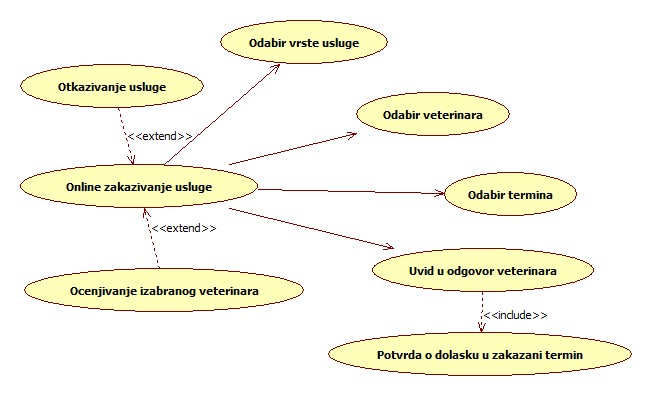 Odabir vrste usluge
Otkazivanje usluge
Odabir veterinara
<<extend>>
Online zakazivanje usluge
Odabir termina
<<extend>>
Uvid u odgovor veterinara
Ocenjivanje izabranog veterinara
<<include>>
Potvrda o dolasku u zakazani termin